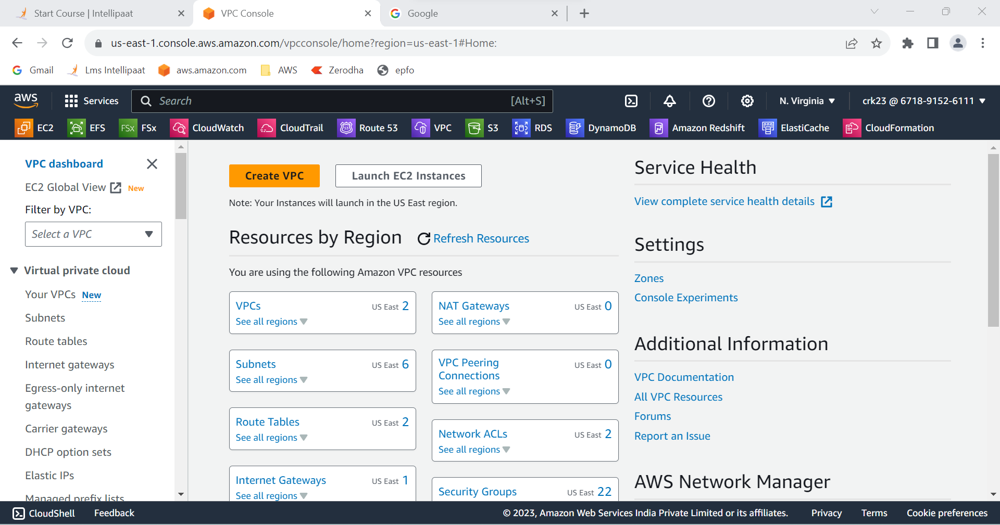 Start Course | Intellipaat
VPC Console
Google
us-east-1.console.aws.amazon.com/vpcconsole/home?region=us-east-1#Home:
Gmail
Lms Intellipaat
aws.amazon.com
AWS
Zerodha
epfo
aws
Services
Search
[Alt+S]
N. Virginia
crk23 @ 6718-9152-6111
EC2
EFS
FSx
FSx
CloudWatch
CloudTrail
53
Route 53
VPC
S3
RDS
DynamoDB
Amazon Redshift
ElastiCache
CloudFormation
VPC dashboard
EC2 Global View
New
Filter by VPC:
Select a VPC
Virtual private cloud
Your VPCs New
Subnets
Route tables
Internet gateways
Egress-only internet
gateways
Carrier gateways
DHCP option sets
Elastic IPs
Managed prefix lists
Create VPC
Launch EC2 Instances
Note: Your Instances will launch in the US East region.
Resources by Region
Refresh Resources
You are using the following Amazon VPC resources
VPCs
US East 2
See all regions
NAT Gateways
US East 0
See all regions
Subnets
US East 6
See all regions
VPC Peering
Connections
US East 0
See all regions
Route Tables
US East 2
See all regions
Network ACLs
US East 2
See all regions
Internet Gateways
US East 1
See all regions
Security Groups
US East 22
Service Health
View complete service health details
Settings
Zones
Console Experiments
Additional Information
VPC Documentation
All VPC Resources
Forums
Report an Issue
AWS Network Manager
CloudShell
Feedback
© 2023, Amazon Web Services India Private Limited or its affiliates.
Privacy
Terms
Cookie preferences